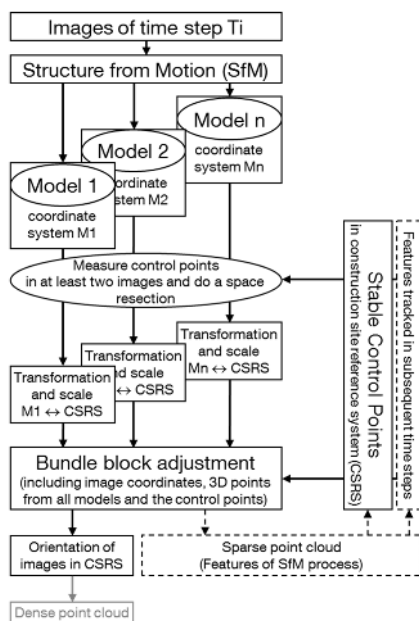 Images of time step Ti
Structure from Motion (SfM)
Model n
coordinate
system Mn
Model 2
oordinate
stem M2
Model 1
coordinate
system M1
Measure control points
in at least two images and do a space
resection
Stable Control Points
in construction site reference system (CSRS)
Features tracked in subsequent time steps
Transformation
and scale
Mn ↔ CSRS
Transformation
and scale
↔ CSRS
Transformation
and scale
M1 ↔ CSRS
Bundle block adjustment
(including image coordinates, 3D points
from all models and the control points)
Orientation of
images in CSRS
Sparse point cloud
(Features of SfM process)
Dense point cloud